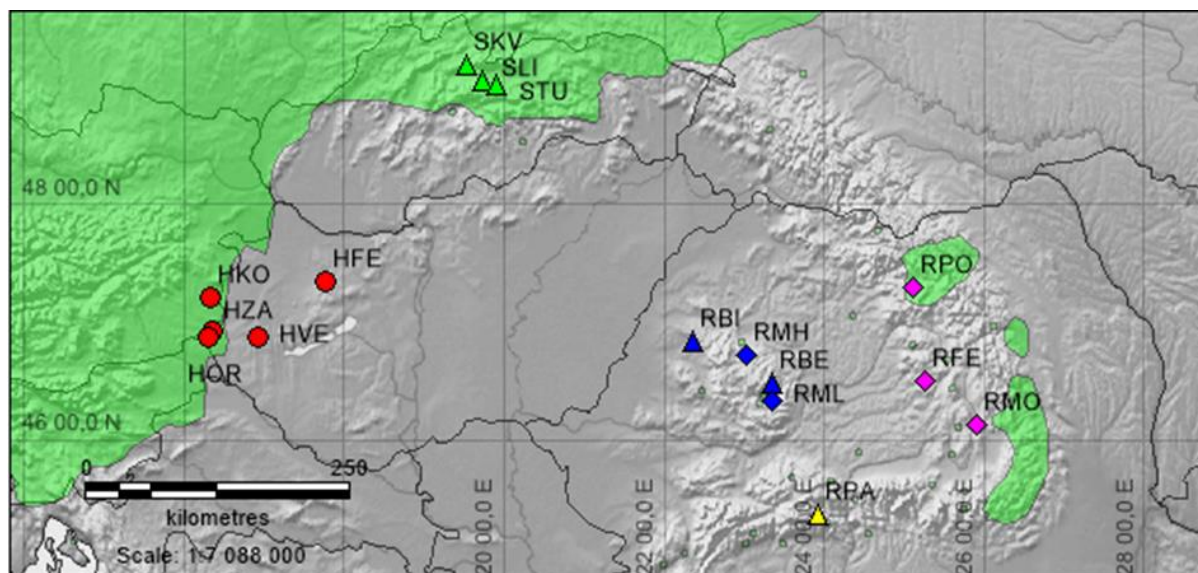 SKV
SLI
STU
48 00,0 N
HFE
HKO
RPO
HZA
RBI
HVE
RMH
RBE
RFE
HOR
RML
RMO
46 00,0 N
0
250
RPA
kilometres
20 00,0 E
22 00,0 E
24 00,0 E
26 00,0 E
28 00,0 E
Scale: 1:7 088 000